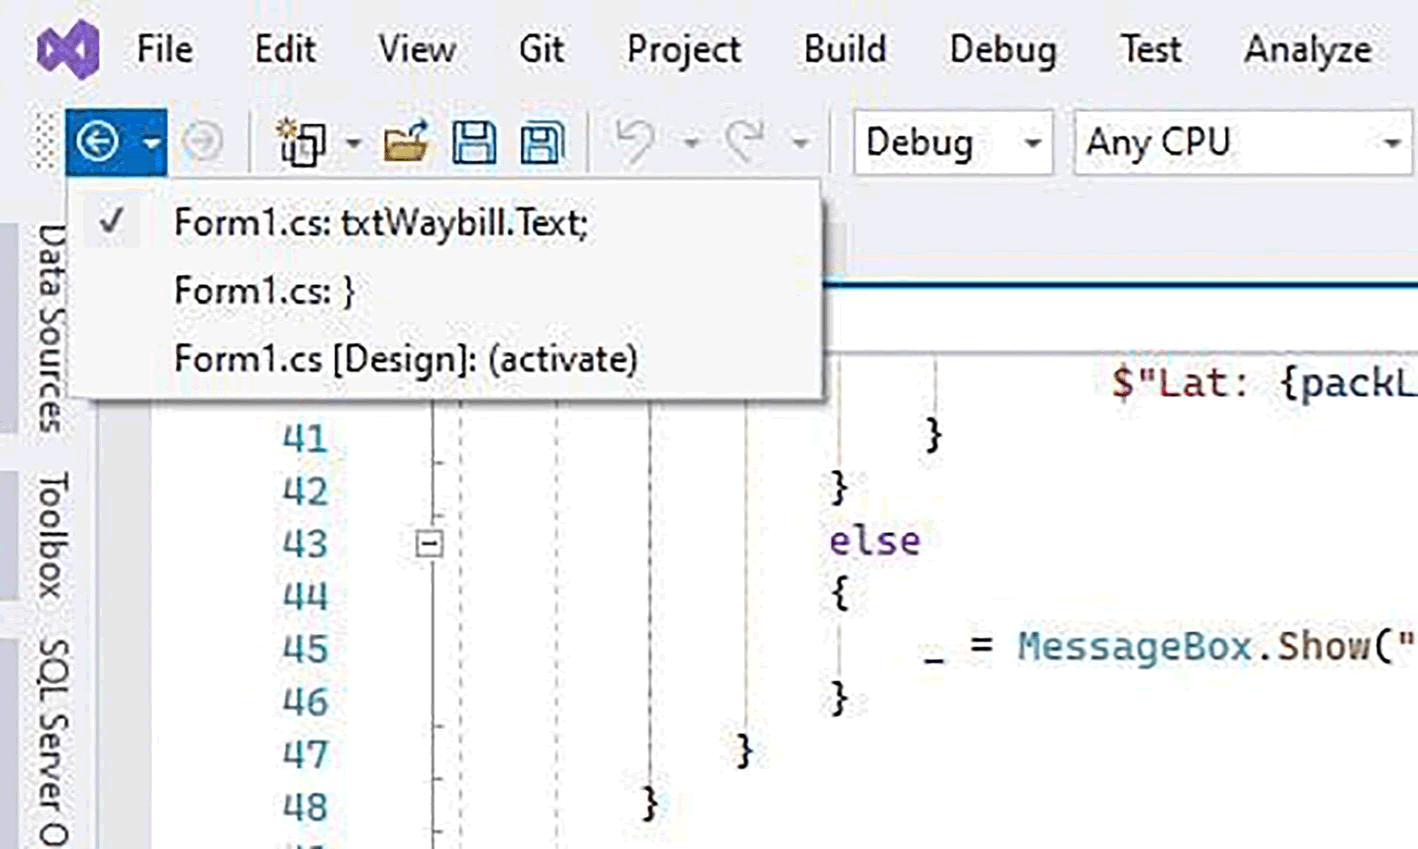 File Edit View Git Project Build Debug Test Analyze
Debug Any CPU
Form1.cs: txtWaybill.Text;
Form1.cs: }
Form1.cs [Design]: (activate)
Data Sources
Toolbox
SQL Server O
$"Lat: {packL
41 }
42 }
43 else
44 {
45 _ = MessageBox.Show("
46 }
47 }
48 }